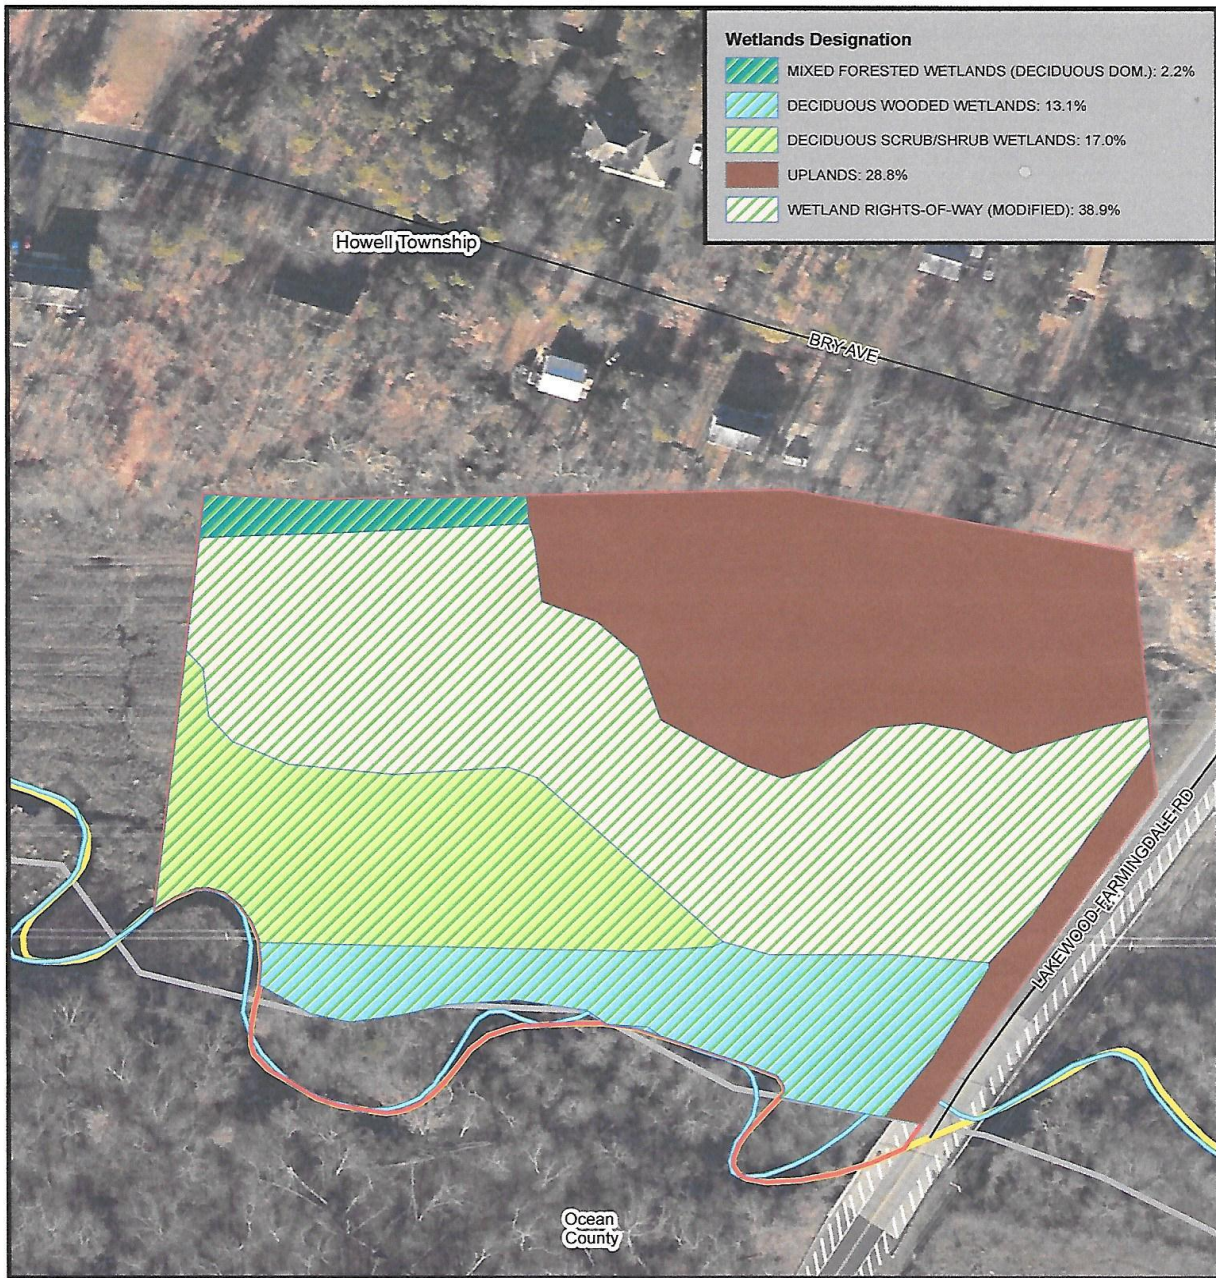 Wetlands Designation
MIXED FORESTED WETLANDS (DECIDUOUS DOM.): 2.2%
DECIDUOUS WOODED WETLANDS: 13.1%
DECIDUOUS SCRUB/SHRUB WETLANDS: 17.0%
UPLANDS: 28.8%
WETLAND RIGHTS-OF-WAY (MODIFIED): 38.9%
Howell Township
BRY AVE
LAKEWOOD-FARMINGDALE RD
Ocean
County